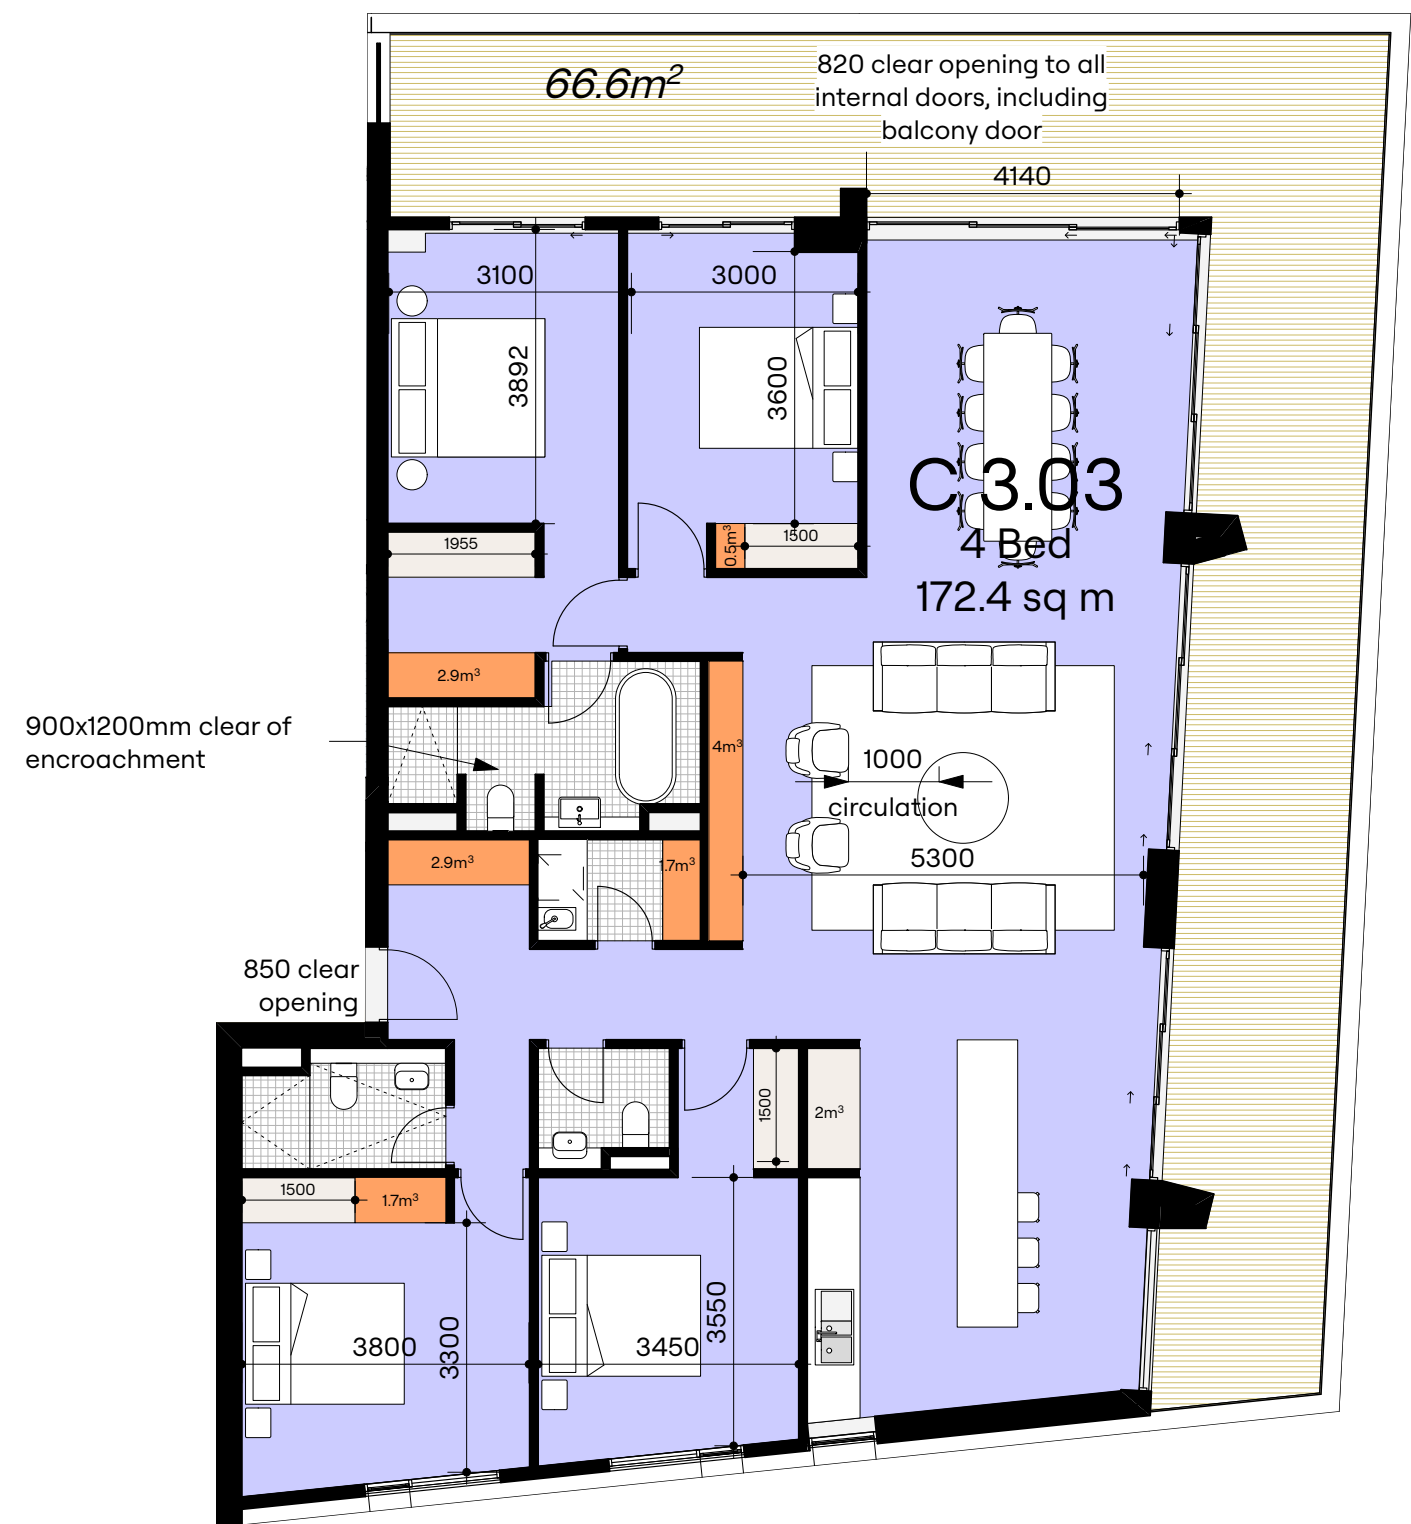 66.6m²
820 clear opening to all
internal doors, including
balcony door
4140
3100
3000
3892
3600
C 3.03
4 Bed
172.4 sq m
1955
0.5m³
1500
2.9m³
900x1200mm clear of
encroachment
4m³
1000
circulation
5300
2.9m³
1.7m³
850 clear
opening
1500
2m³
1500
1.7m³
3800
3300
3450
3550